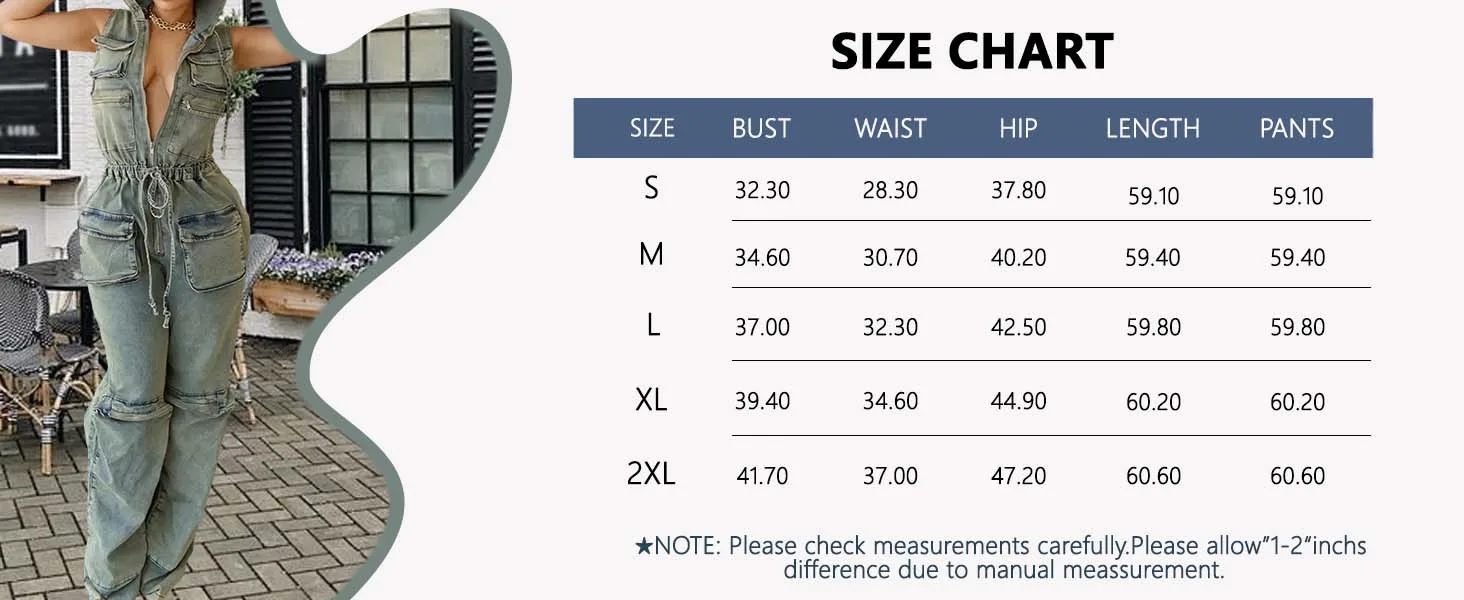 SIZE CHART
SIZE BUST WAIST HIP LENGTH PANTS
S 32.30 28.30 37.80 59.10 59.10
M 34.60 30.70 40.20 59.40 59.40
L 37.00 32.30 42.50 59.80 59.80
XL 39.40 34.60 44.90 60.20 60.20
2XL 41.70 37.00 47.20 60.60 60.60
★NOTE: Please check measurements carefully.Please allow”1-2“inchs
difference due to manual meassurement.